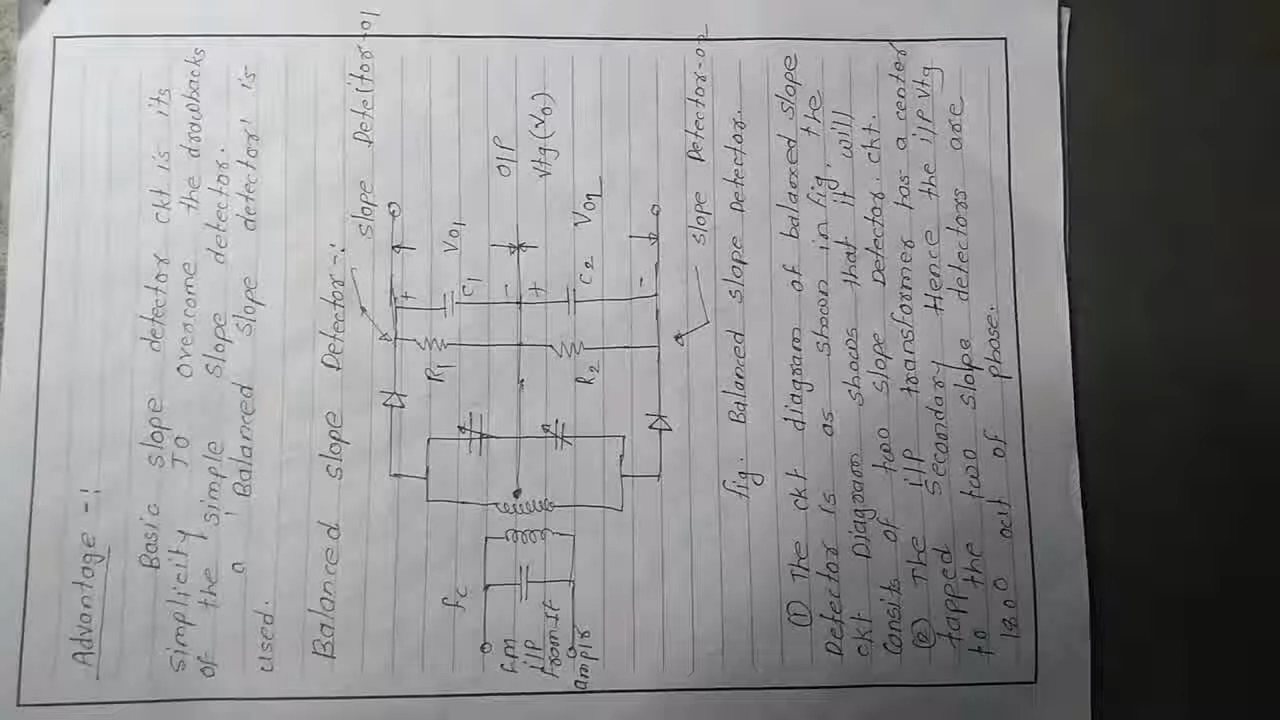 Advantage -:
Basic slope detector ckt is its
simplicity TO overcome the drawbacks
of the simple slope detector.
a 'Balanced slope detector' is
used.
Balanced slope Detector-:
slope Detector-01
fc
R1
C1
Vo1
fm
i/p
from If
amplr
O/P
Vtg(Vo)
R2
C2
Vo2
slope Detector-02
fig. Balanced slope Detector.
① The ckt diagram of balanced slope
Detector is as shown in fig. the
ckt Diagram shows that it will
Consits of two slope Detector. ckt.
② The i/p transformer has a center
tapped secondary Hence the i/p Vtg
to the two slope detectors are
180° out of phase.